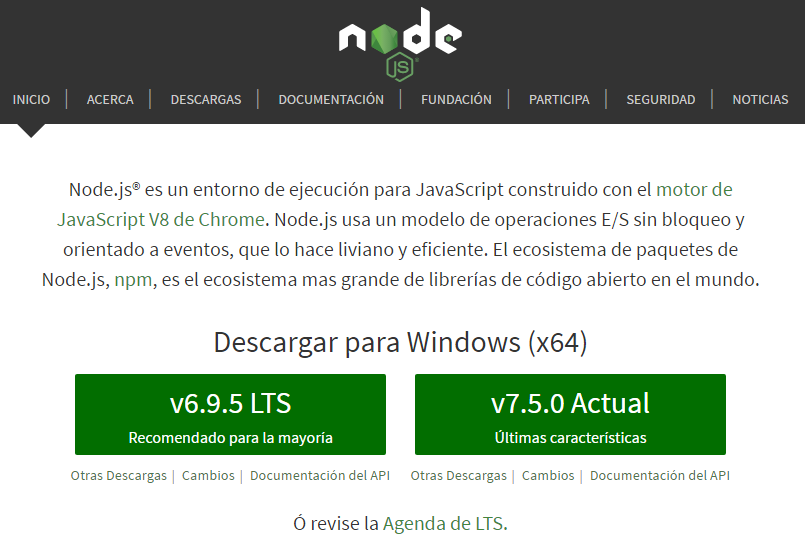 node
JS
INICIO | ACERCA | DESCARGAS | DOCUMENTACIÓN | FUNDACIÓN | PARTICIPA | SEGURIDAD | NOTICIAS
Node.js® es un entorno de ejecución para JavaScript construido con el motor de
JavaScript V8 de Chrome. Node.js usa un modelo de operaciones E/S sin bloqueo y
orientado a eventos, que lo hace liviano y eficiente. El ecosistema de paquetes de
Node.js, npm, es el ecosistema mas grande de librerías de código abierto en el mundo.
Descargar para Windows (x64)
v6.9.5 LTS
Recomendado para la mayoría
v7.5.0 Actual
Últimas características
Otras Descargas | Cambios | Documentación del API
Otras Descargas | Cambios | Documentación del API
Ó revise la Agenda de LTS.